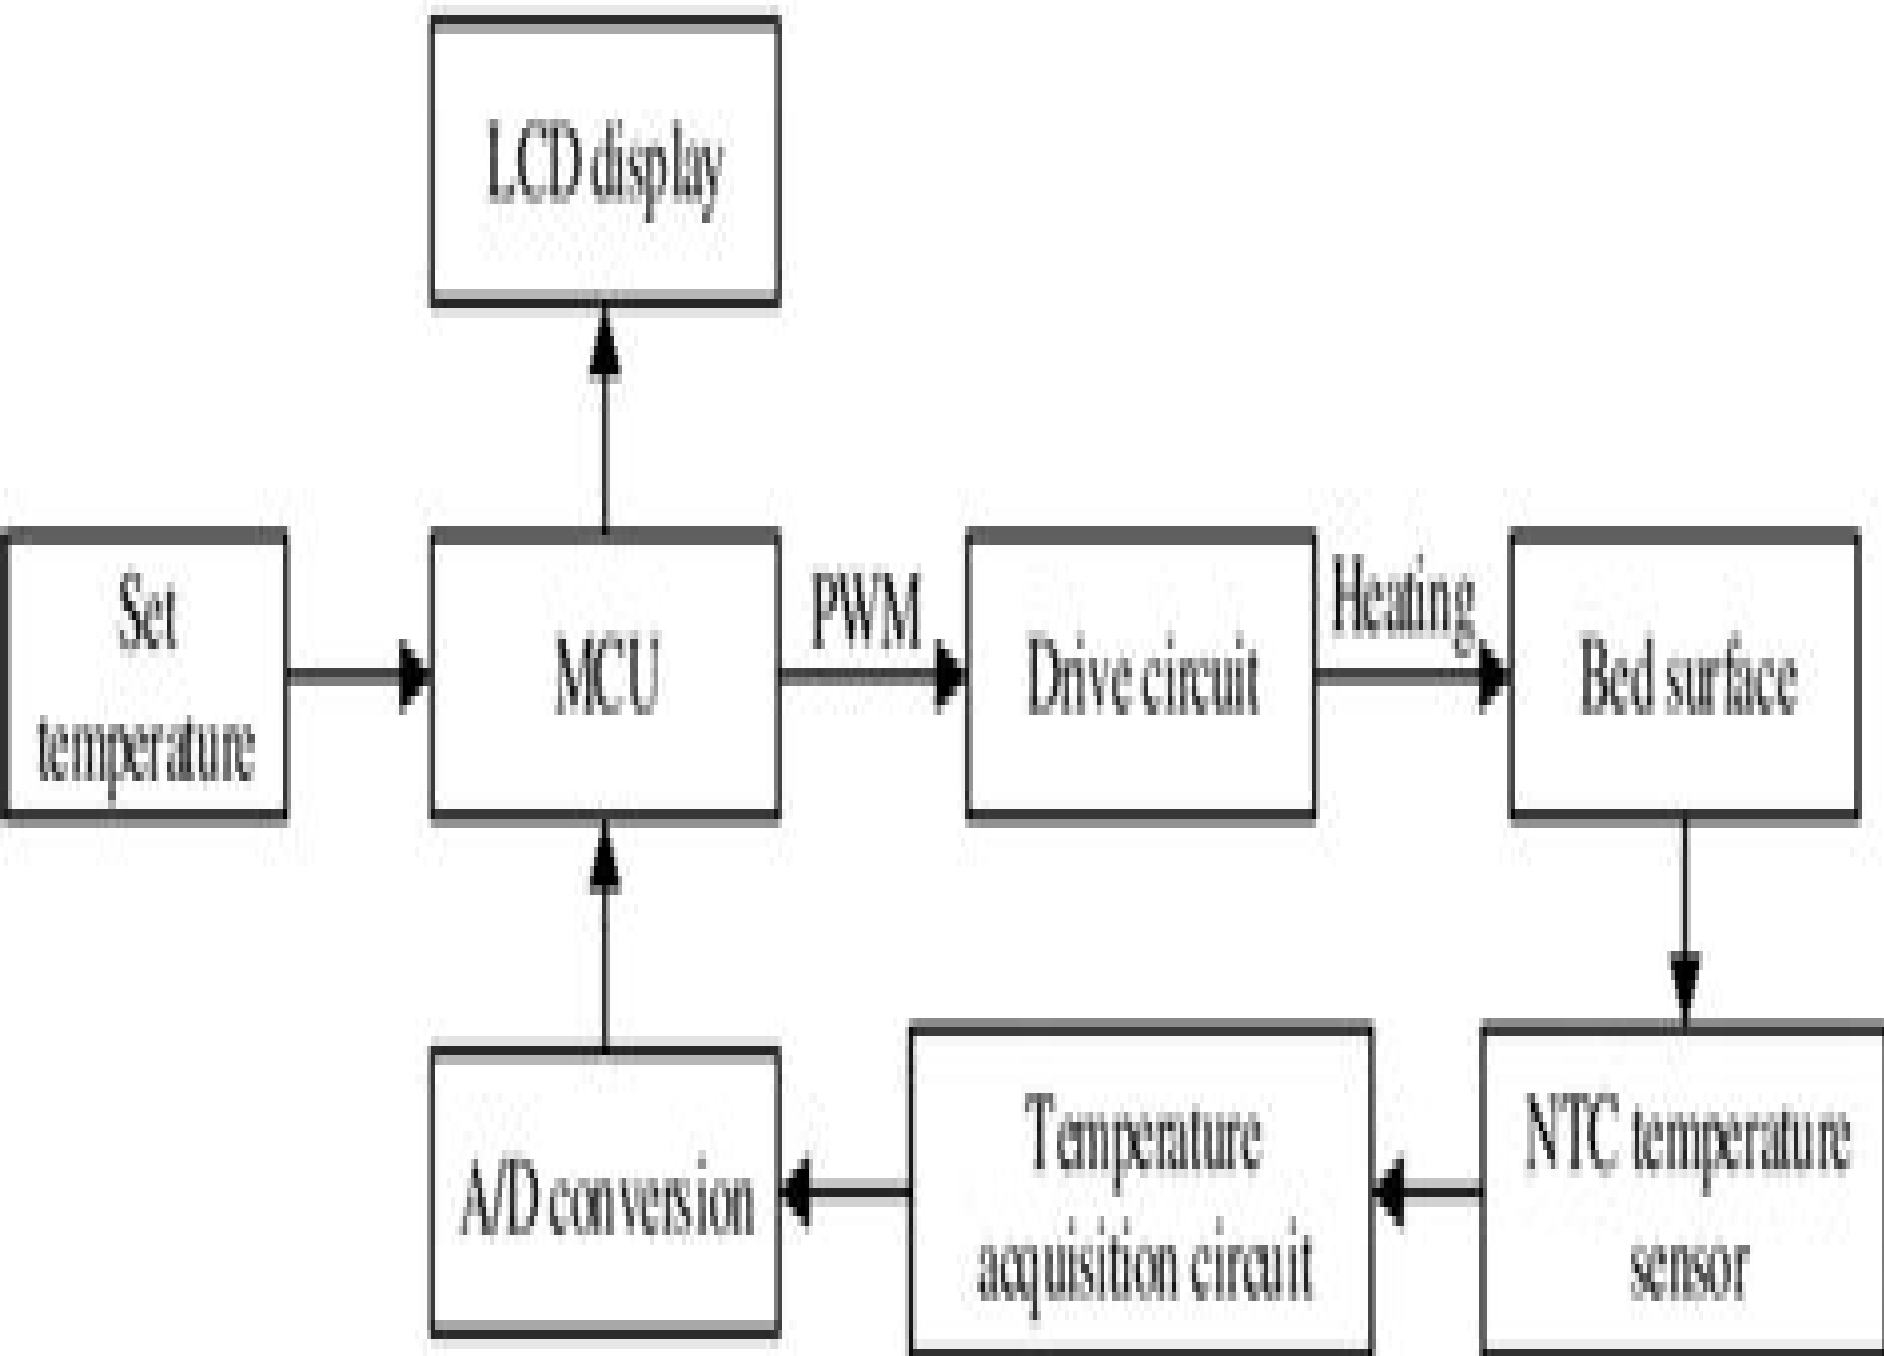 LCD display
Set
temperature
MCU
PWM
Drive circuit
Heating
Bed surface
A/D conversion
Temperature
acquisition circuit
NTC temperature
sensor